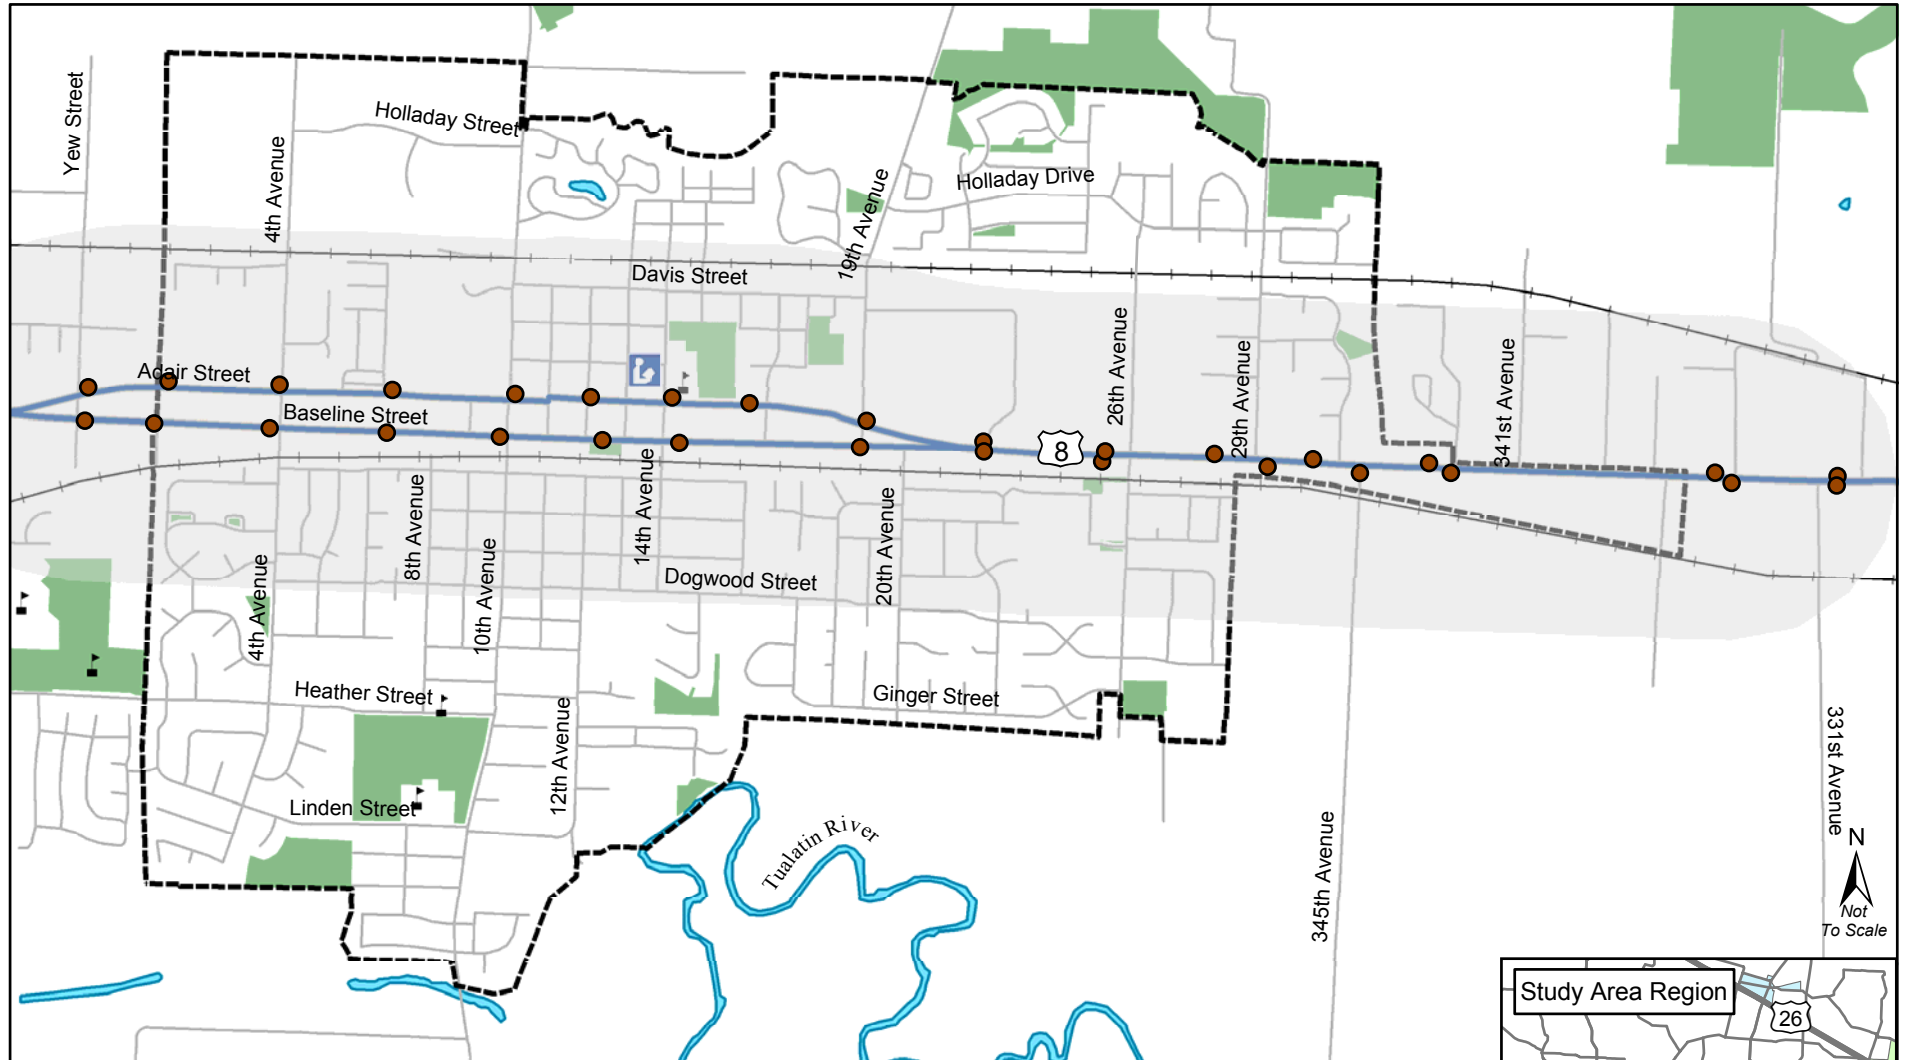 Yew Street
4th Avenue
Holladay Street
19th Avenue
Holladay Drive
Davis Street
Adair Street
Baseline Street
8
26th Avenue
29th Avenue
341st Avenue
4th Avenue
8th Avenue
10th Avenue
14th Avenue
Dogwood Street
20th Avenue
Heather Street
Ginger Street
12th Avenue
Linden Street
Tualatin River
345th Avenue
331st Avenue
N
Not
To Scale
Study Area Region
26